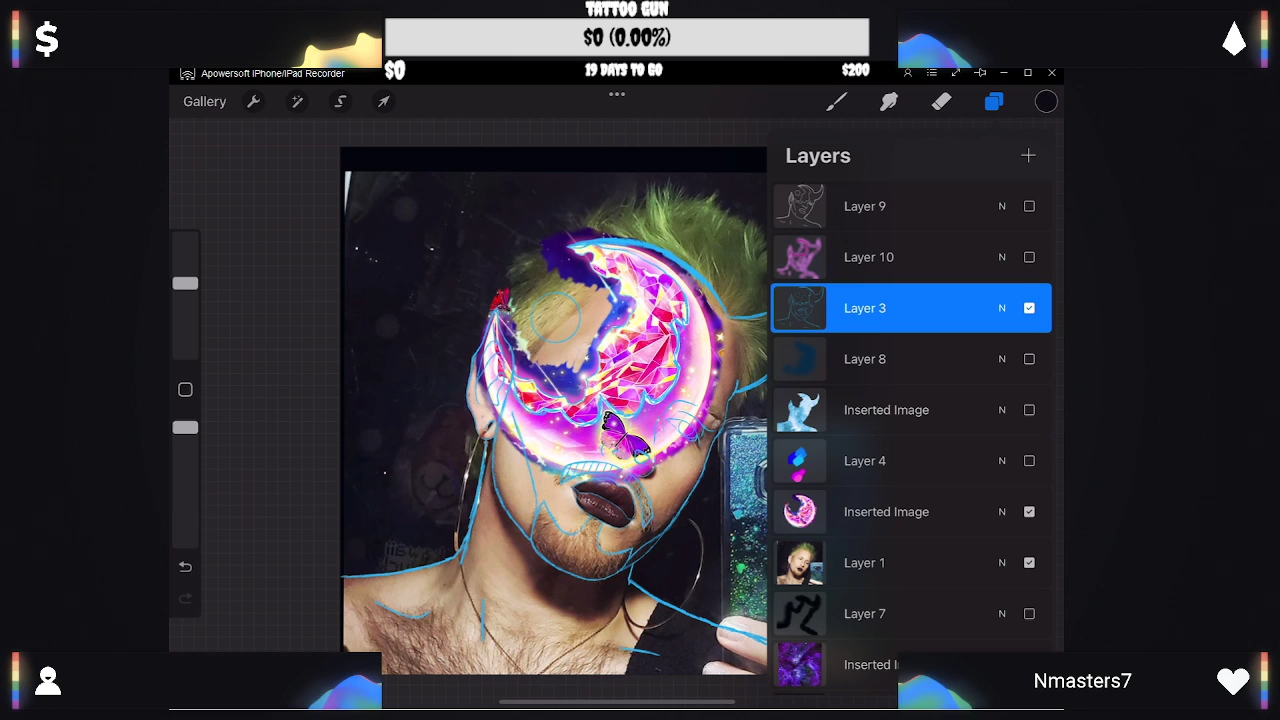 TATTOO GUN
$0 (0.00%)
$0
19 DAYS TO GO
$200
Apowersoft iPhone/iPad Recorder
Gallery
Layers
Layer 9 N
Layer 10 N
Layer 3 N
Layer 8 N
Inserted Image N
Layer 4 N
Inserted Image N
Layer 1 N
Layer 7 N
Inserted I
$
Nmasters7